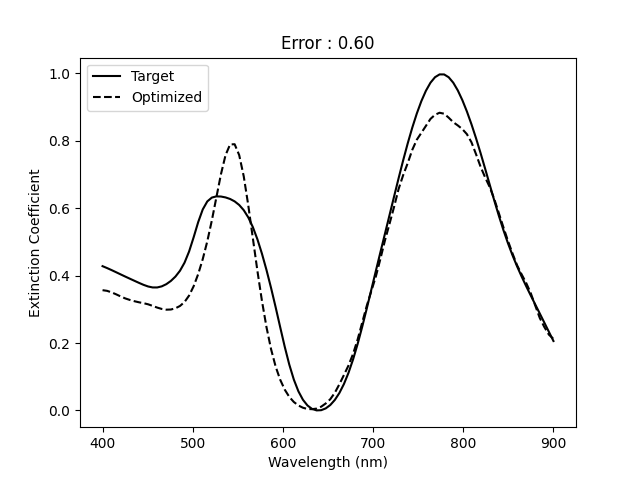 Error : 0.60
Target
Optimized
1.0
0.8
0.6
0.4
0.2
0.0
Extinction Coefficient
400 500 600 700 800 900
Wavelength (nm)